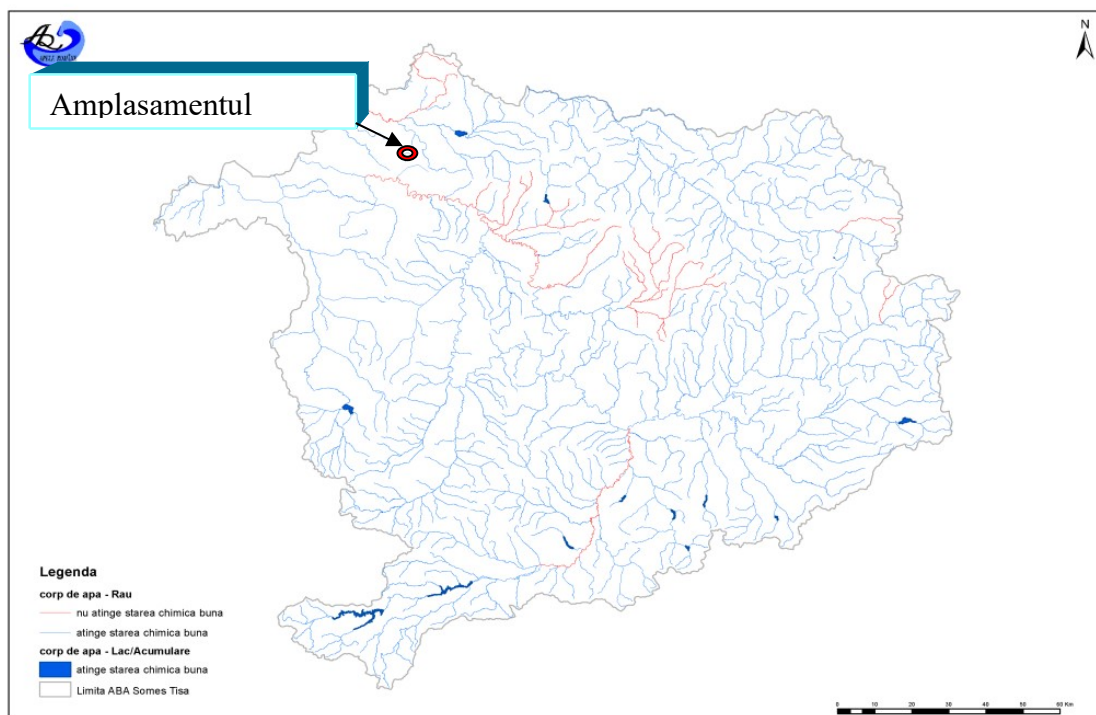 N
Amplasamentul
Legenda
corp de apa - Rau
nu atinge starea chimica buna
atinge starea chimica buna
corp de apa - Lac/Acumulare
atinge starea chimica buna
Limita ABA Somes Tisa
0 10 20 30 40 50 60 Km